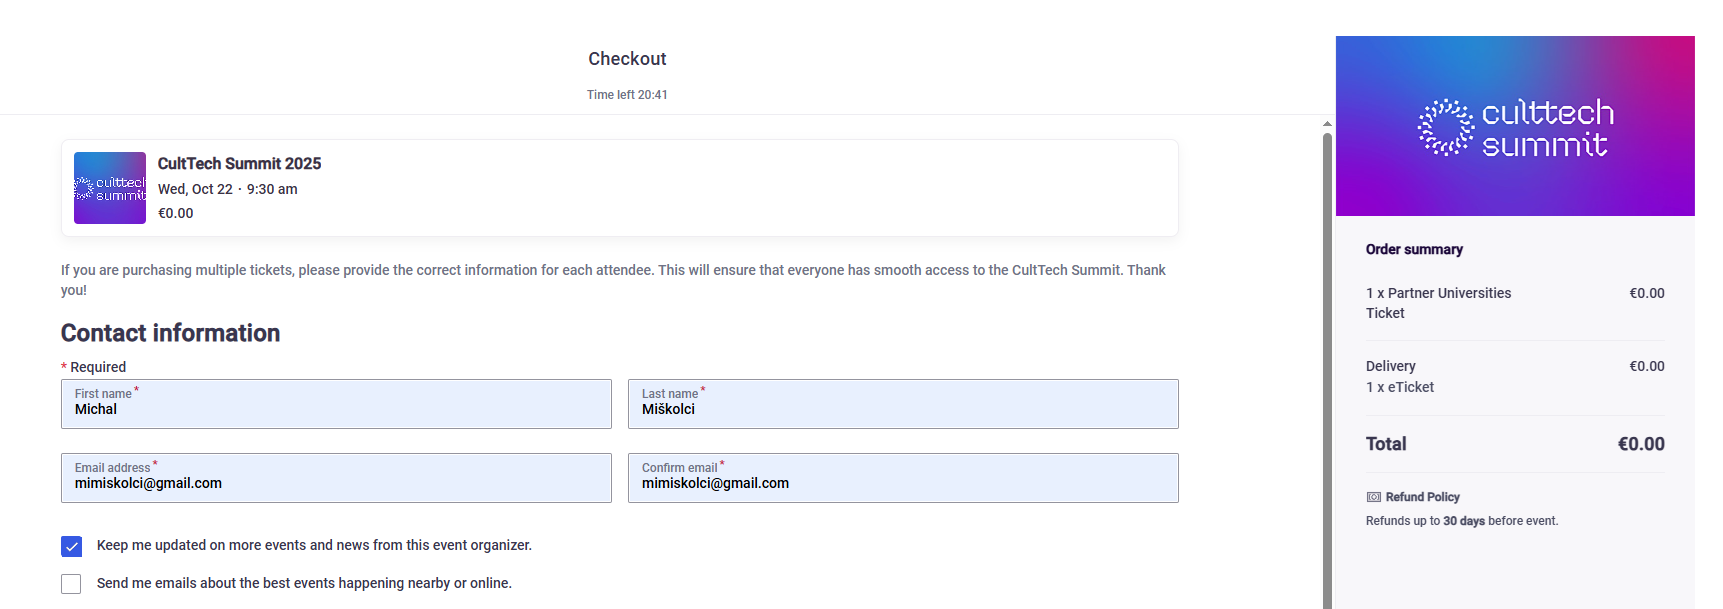 Checkout
Time left 20:41
culttech
summit
culttech
summit
CultTech Summit 2025
Wed, Oct 22 · 9:30 am
€0.00
If you are purchasing multiple tickets, please provide the correct information for each attendee. This will ensure that everyone has smooth access to the CultTech Summit. Thank
you!
Contact information
* Required
First name *
Michal
Last name *
Miškolci
Email address *
mimiskolci@gmail.com
Confirm email *
mimiskolci@gmail.com
Keep me updated on more events and news from this event organizer.
Send me emails about the best events happening nearby or online.
Order summary
1 x Partner Universities €0.00
Ticket
Delivery €0.00
1 x eTicket
Total €0.00
Refund Policy
Refunds up to 30 days before event.